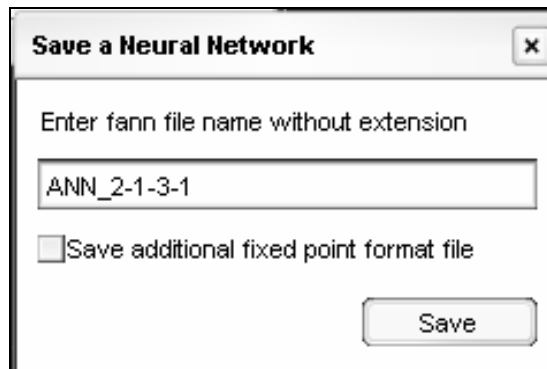 Save a Neural Network
Enter fann file name without extension
ANN_2-1-3-1
Save additional fixed point format file
Save